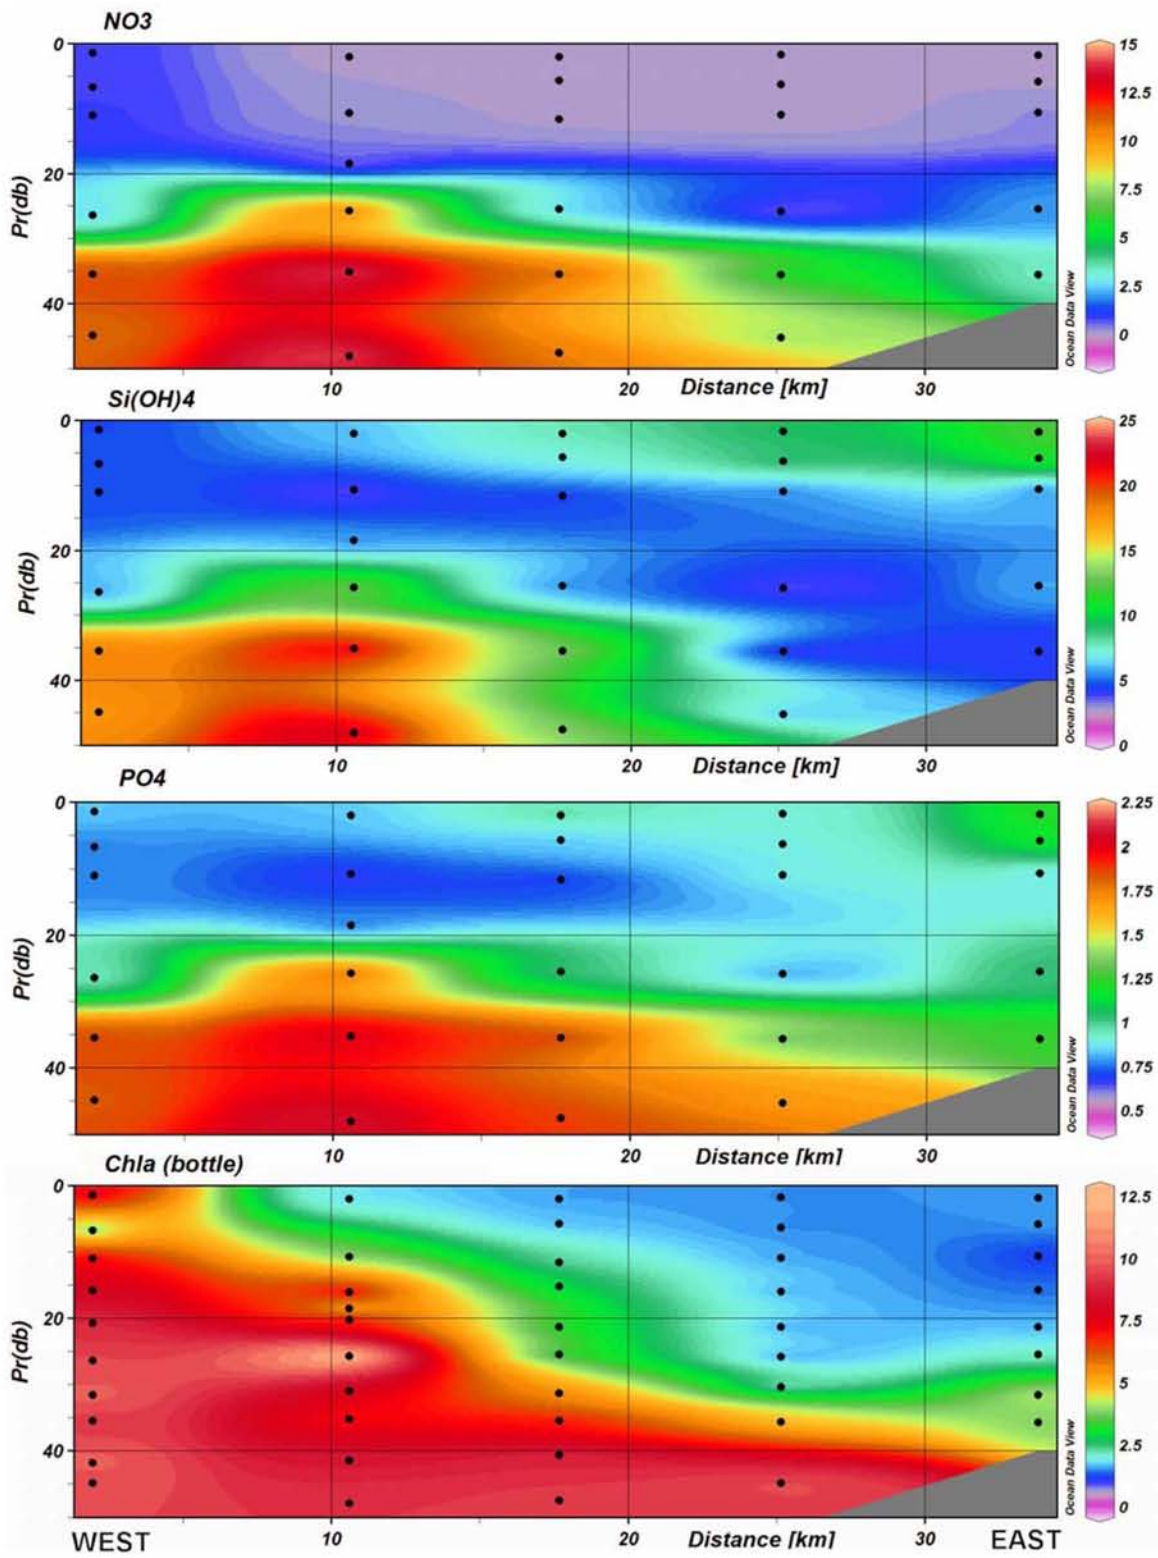 NO3
0
20
40
Pr(db)
10
20
Distance [km]
30
15
12.5
10
7.5
5
2.5
0
Ocean Data View
Si(OH)4
0
20
40
Pr(db)
10
20
Distance [km]
30
25
20
15
10
5
0
Ocean Data View
PO4
0
20
40
Pr(db)
10
20
Distance [km]
30
2.25
2
1.75
1.5
1.25
1
0.75
0.5
Ocean Data View
Chla (bottle)
0
20
40
Pr(db)
WEST
10
20
Distance [km]
30
EAST
12.5
10
7.5
5
2.5
0
Ocean Data View